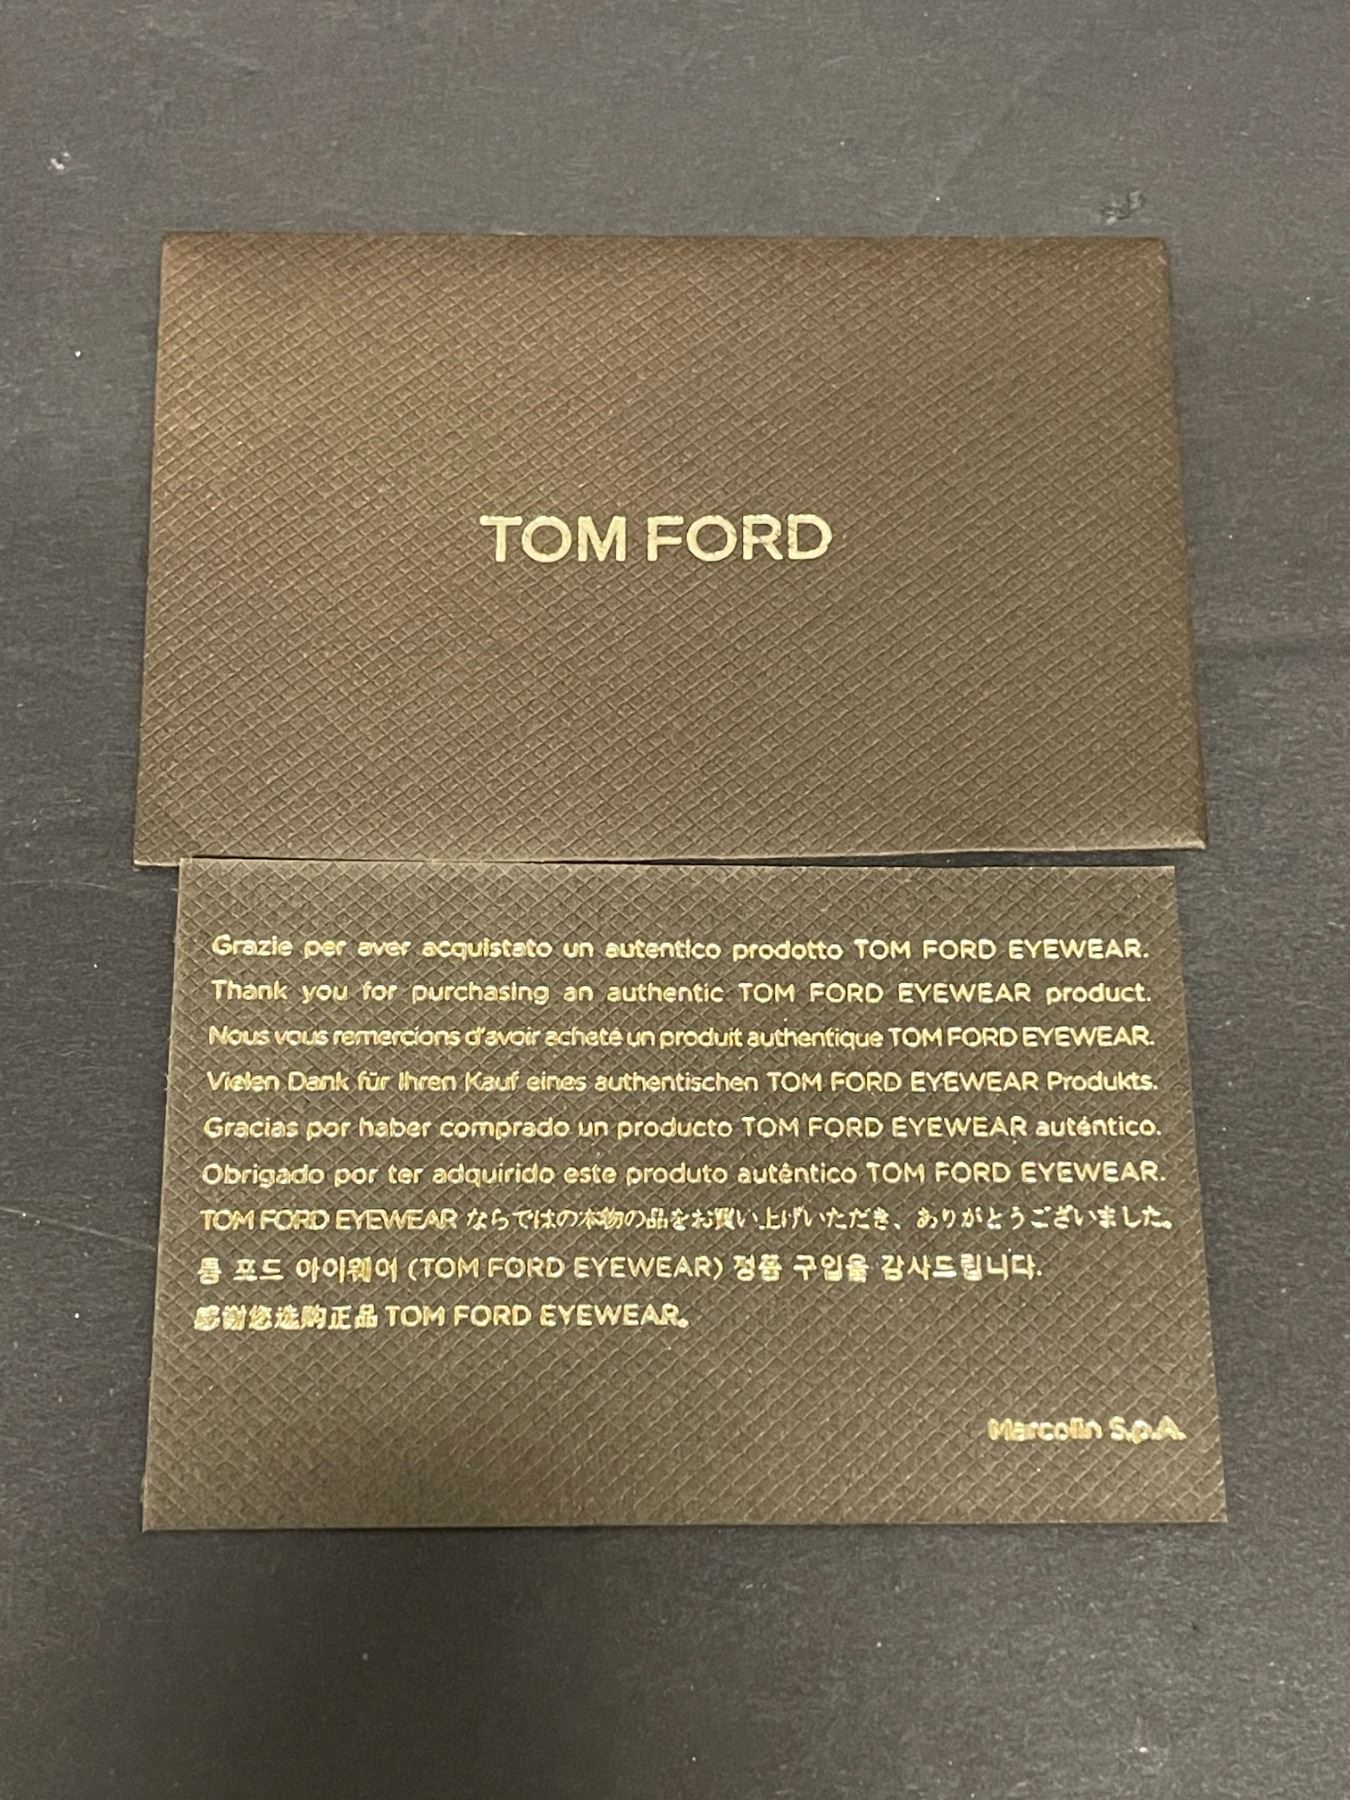 TOM FORD
Grazie per aver acquistato un autentico prodotto TOM FORD EYEWEAR.
Thank you for purchasing an authentic TOM FORD EYEWEAR product.
Nous vous remercions d'avoir acheté un produit authentique TOM FORD EYEWEAR.
Vielen Dank für Ihren Kauf eines authentischen TOM FORD EYEWEAR Produkts.
Gracias por haber comprado un producto TOM FORD EYEWEAR auténtico.
Obrigado por ter adquirido este produto autêntico TOM FORD EYEWEAR.
TOM FORD EYEWEAR ならではの本物の品をお買い上げいただき、ありがとうございました。
톰 포드 아이웨어 (TOM FORD EYEWEAR) 정품 구입을 감사드립니다.
感谢您选购正品 TOM FORD EYEWEAR。
Marcolin S.p.A.